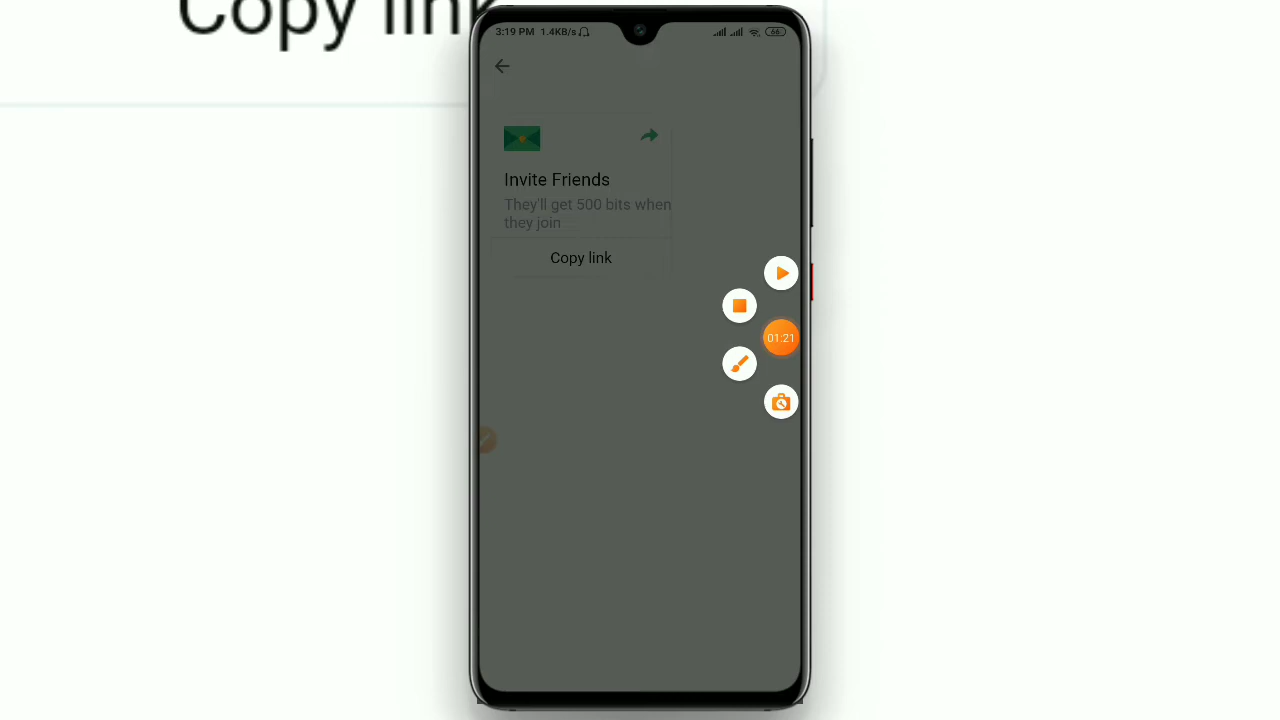 Copy link
3:19 PM 1.4KB/s
66
Invite Friends
They'll get 500 bits when
they join
Copy link
01:21